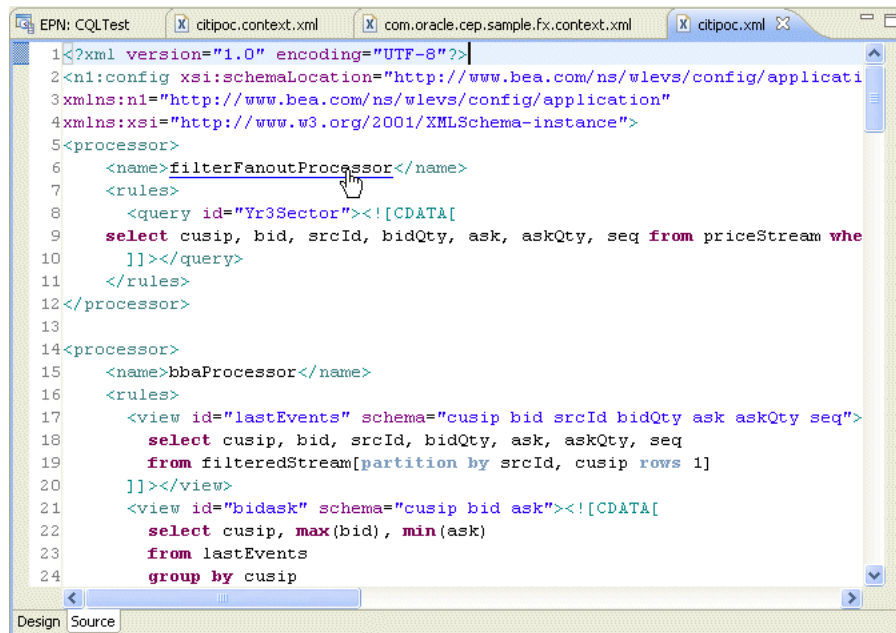 EPN: CQLTest citipoc.context.xml com.oracle.cep.sample.fx.context.xml citipoc.xml
1 <?xml version="1.0" encoding="UTF-8"?>
2 <n1:config xsi:schemaLocation="http://www.bea.com/ns/wlevs/config/applicati
3 xmlns:n1="http://www.bea.com/ns/wlevs/config/application"
4 xmlns:xsi="http://www.w3.org/2001/XMLSchema-instance">
5 <processor>
6 <name>filterFanoutProcessor</name>
7 <rules>
8 <query id="Yr3Sector"><![CDATA[
9 select cusip, bid, srcId, bidQty, ask, askQty, seq from priceStream whe
10 ]]></query>
11 </rules>
12 </processor>
13
14 <processor>
15 <name>bbaProcessor</name>
16 <rules>
17 <view id="lastEvents" schema="cusip bid srcId bidQty ask askQty seq">
18 select cusip, bid, srcId, bidQty, ask, askQty, seq
19 from filteredStream[partition by srcId, cusip rows 1]
20 ]]></view>
21 <view id="bidask" schema="cusip bid ask"><![CDATA[
22 select cusip, max(bid), min(ask)
23 from lastEvents
24 group by cusip
Design Source